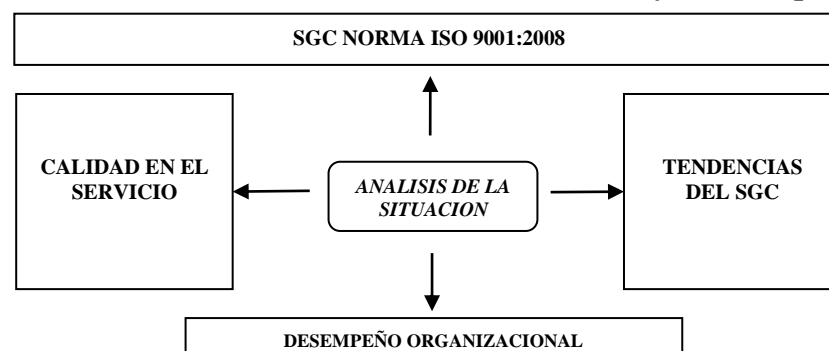 SGC NORMA ISO 9001:2008
CALIDAD EN EL
SERVICIO
ANALISIS DE LA
SITUACION
TENDENCIAS
DEL SGC
DESEMPEÑO ORGANIZACIONAL